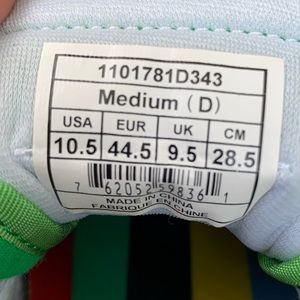 1101781D343
Medium (D)
USA EUR UK CM
10.5 44.5 9.5 28.5
7 62052 59836 1
MADE IN CHINA
FABRIQUE EN CHINE